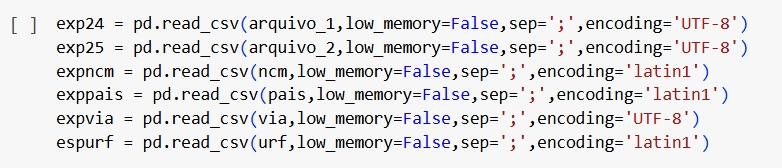 [ ] exp24 = pd.read_csv(arquivo_1,low_memory=False,sep=';',encoding='UTF-8')
exp25 = pd.read_csv(arquivo_2,low_memory=False,sep=';',encoding='UTF-8')
expncm = pd.read_csv(ncm,low_memory=False,sep=';',encoding='latin1')
exppais = pd.read_csv(pais,low_memory=False,sep=';',encoding='latin1')
expvia = pd.read_csv(via,low_memory=False,sep=';',encoding='UTF-8')
espurf = pd.read_csv(urf,low_memory=False,sep=';',encoding='latin1')